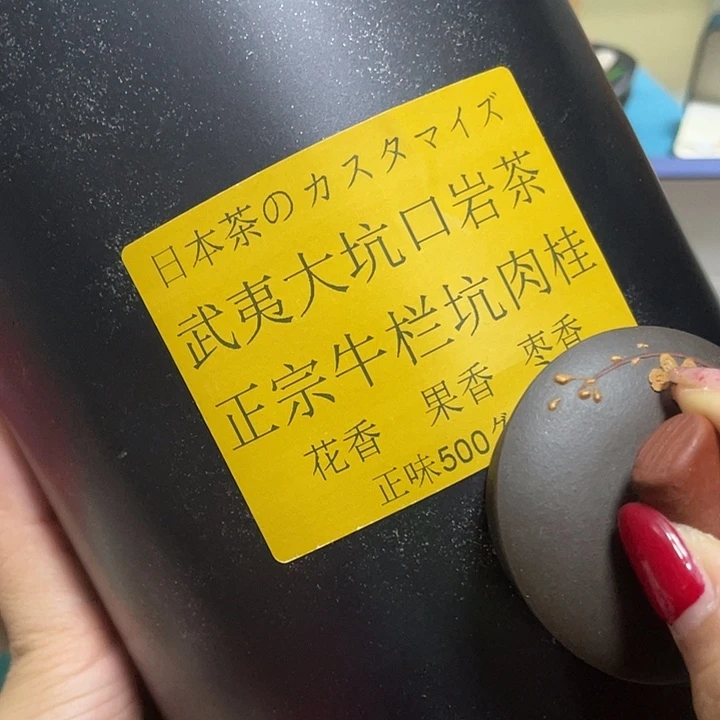 日本茶のカスタマイズ
武夷大坑口岩茶
正宗牛栏坑肉桂
花香 果香 枣香
正味500グ